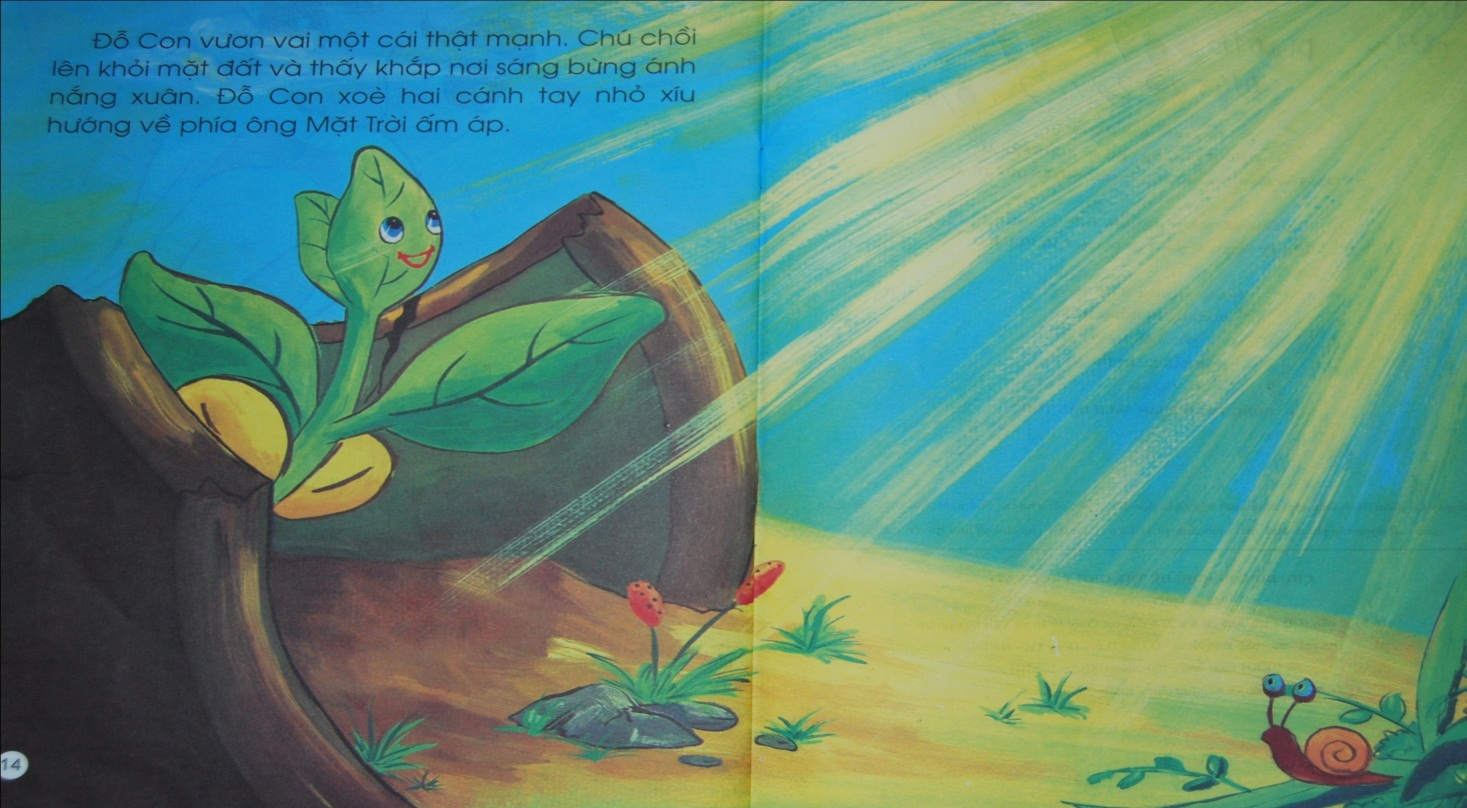 Đỗ Con vươn vai một cái thật mạnh. Chú chồi
lên khỏi mặt đất và thấy khắp nơi sáng bừng ánh
nắng xuân. Đỗ Con xoè hai cánh tay nhỏ xíu
hướng về phía ông Mặt Trời ấm áp.
14